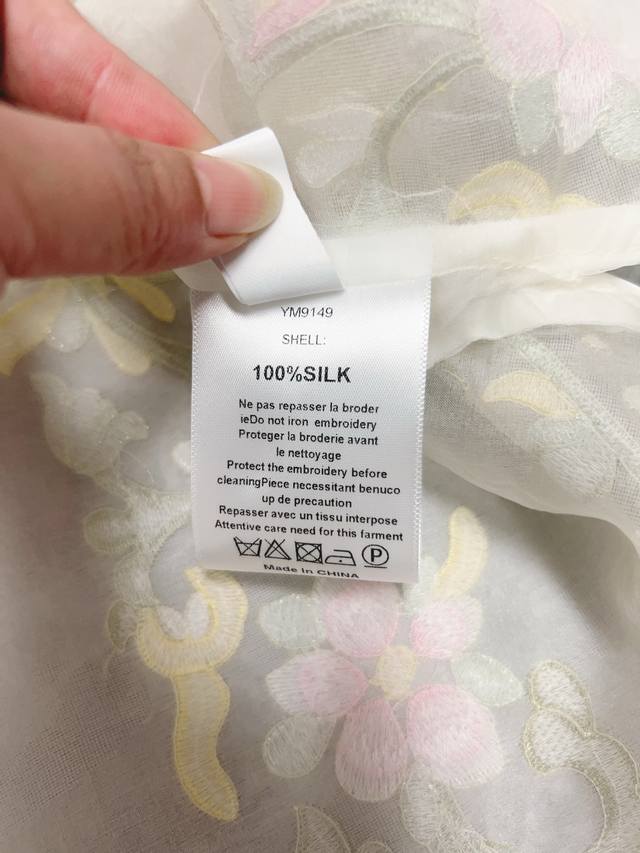 YM9149
SHELL:
100%SILK
Ne pas repasser la broder
ieDo not iron embroidery
Proteger la broderie avant
le nettoyage
Protect the embroidery before
cleaningPiece necessitant benuco
up de precaution
Repasser avec un tissu interpose
Attentive care need for this farment
P
Made in CHINA